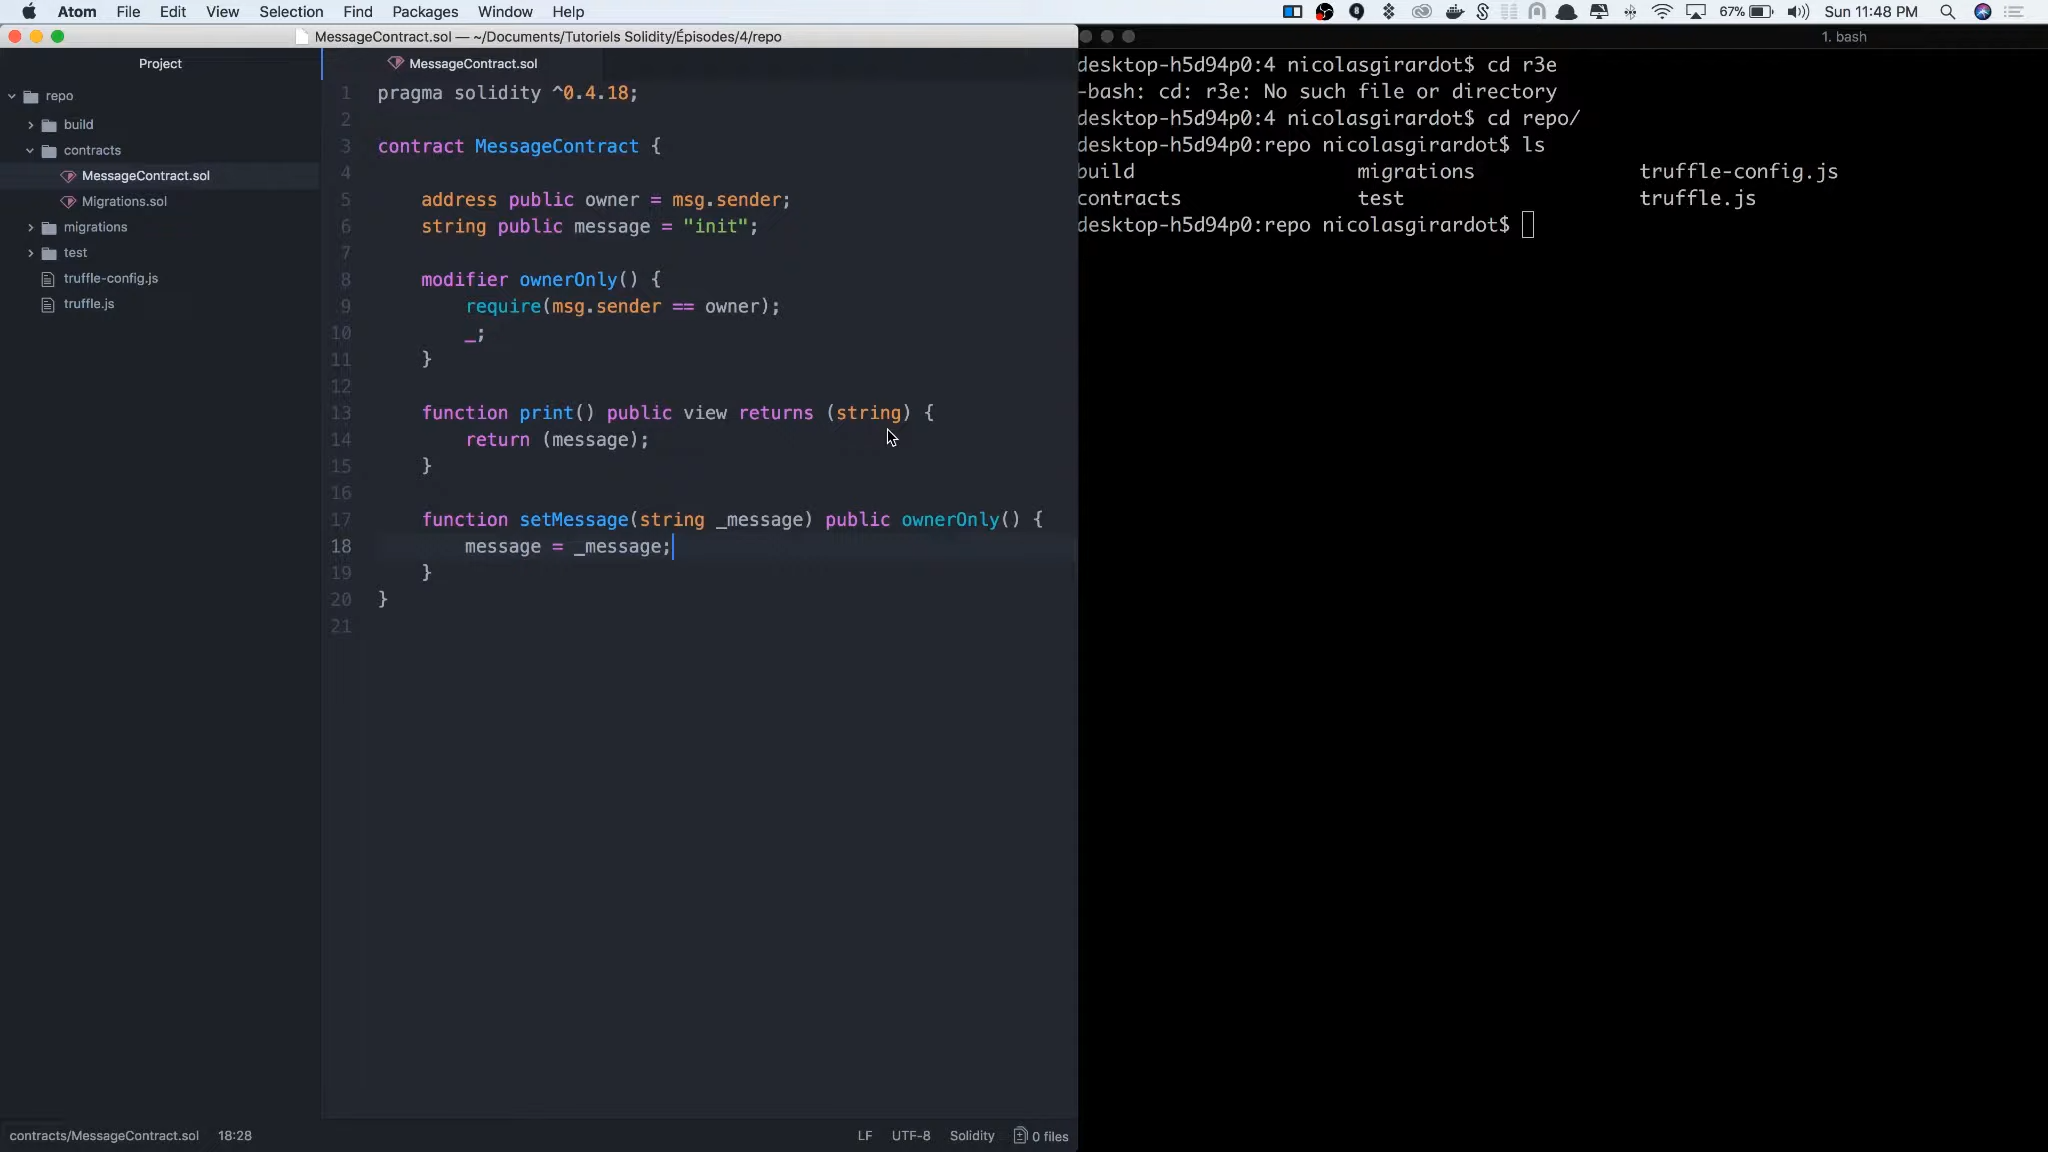 Atom File Edit View Selection Find Packages Window Help 67% Sun 11:48 PM
MessageContract.sol — ~/Documents/Tutoriels Solidity/Épisodes/4/repo
1. bash
Project
repo
build
contracts
MessageContract.sol
Migrations.sol
migrations
test
truffle-config.js
truffle.js
MessageContract.sol
1 pragma solidity ^0.4.18;
2
3 contract MessageContract {
4
5 address public owner = msg.sender;
6 string public message = "init";
7
8 modifier ownerOnly() {
9 require(msg.sender == owner);
10 _;
11 }
12
13 function print() public view returns (string) {
14 return (message);
15 }
16
17 function setMessage(string _message) public ownerOnly() {
18 message = _message;
19 }
20 }
21
contracts/MessageContract.sol 18:28 LF UTF-8 Solidity 0 files
desktop-h5d94p0:4 nicolasgirardot$ cd r3e
-bash: cd: r3e: No such file or directory
desktop-h5d94p0:4 nicolasgirardot$ cd repo/
desktop-h5d94p0:repo nicolasgirardot$ ls
build migrations truffle-config.js
contracts test truffle.js
desktop-h5d94p0:repo nicolasgirardot$